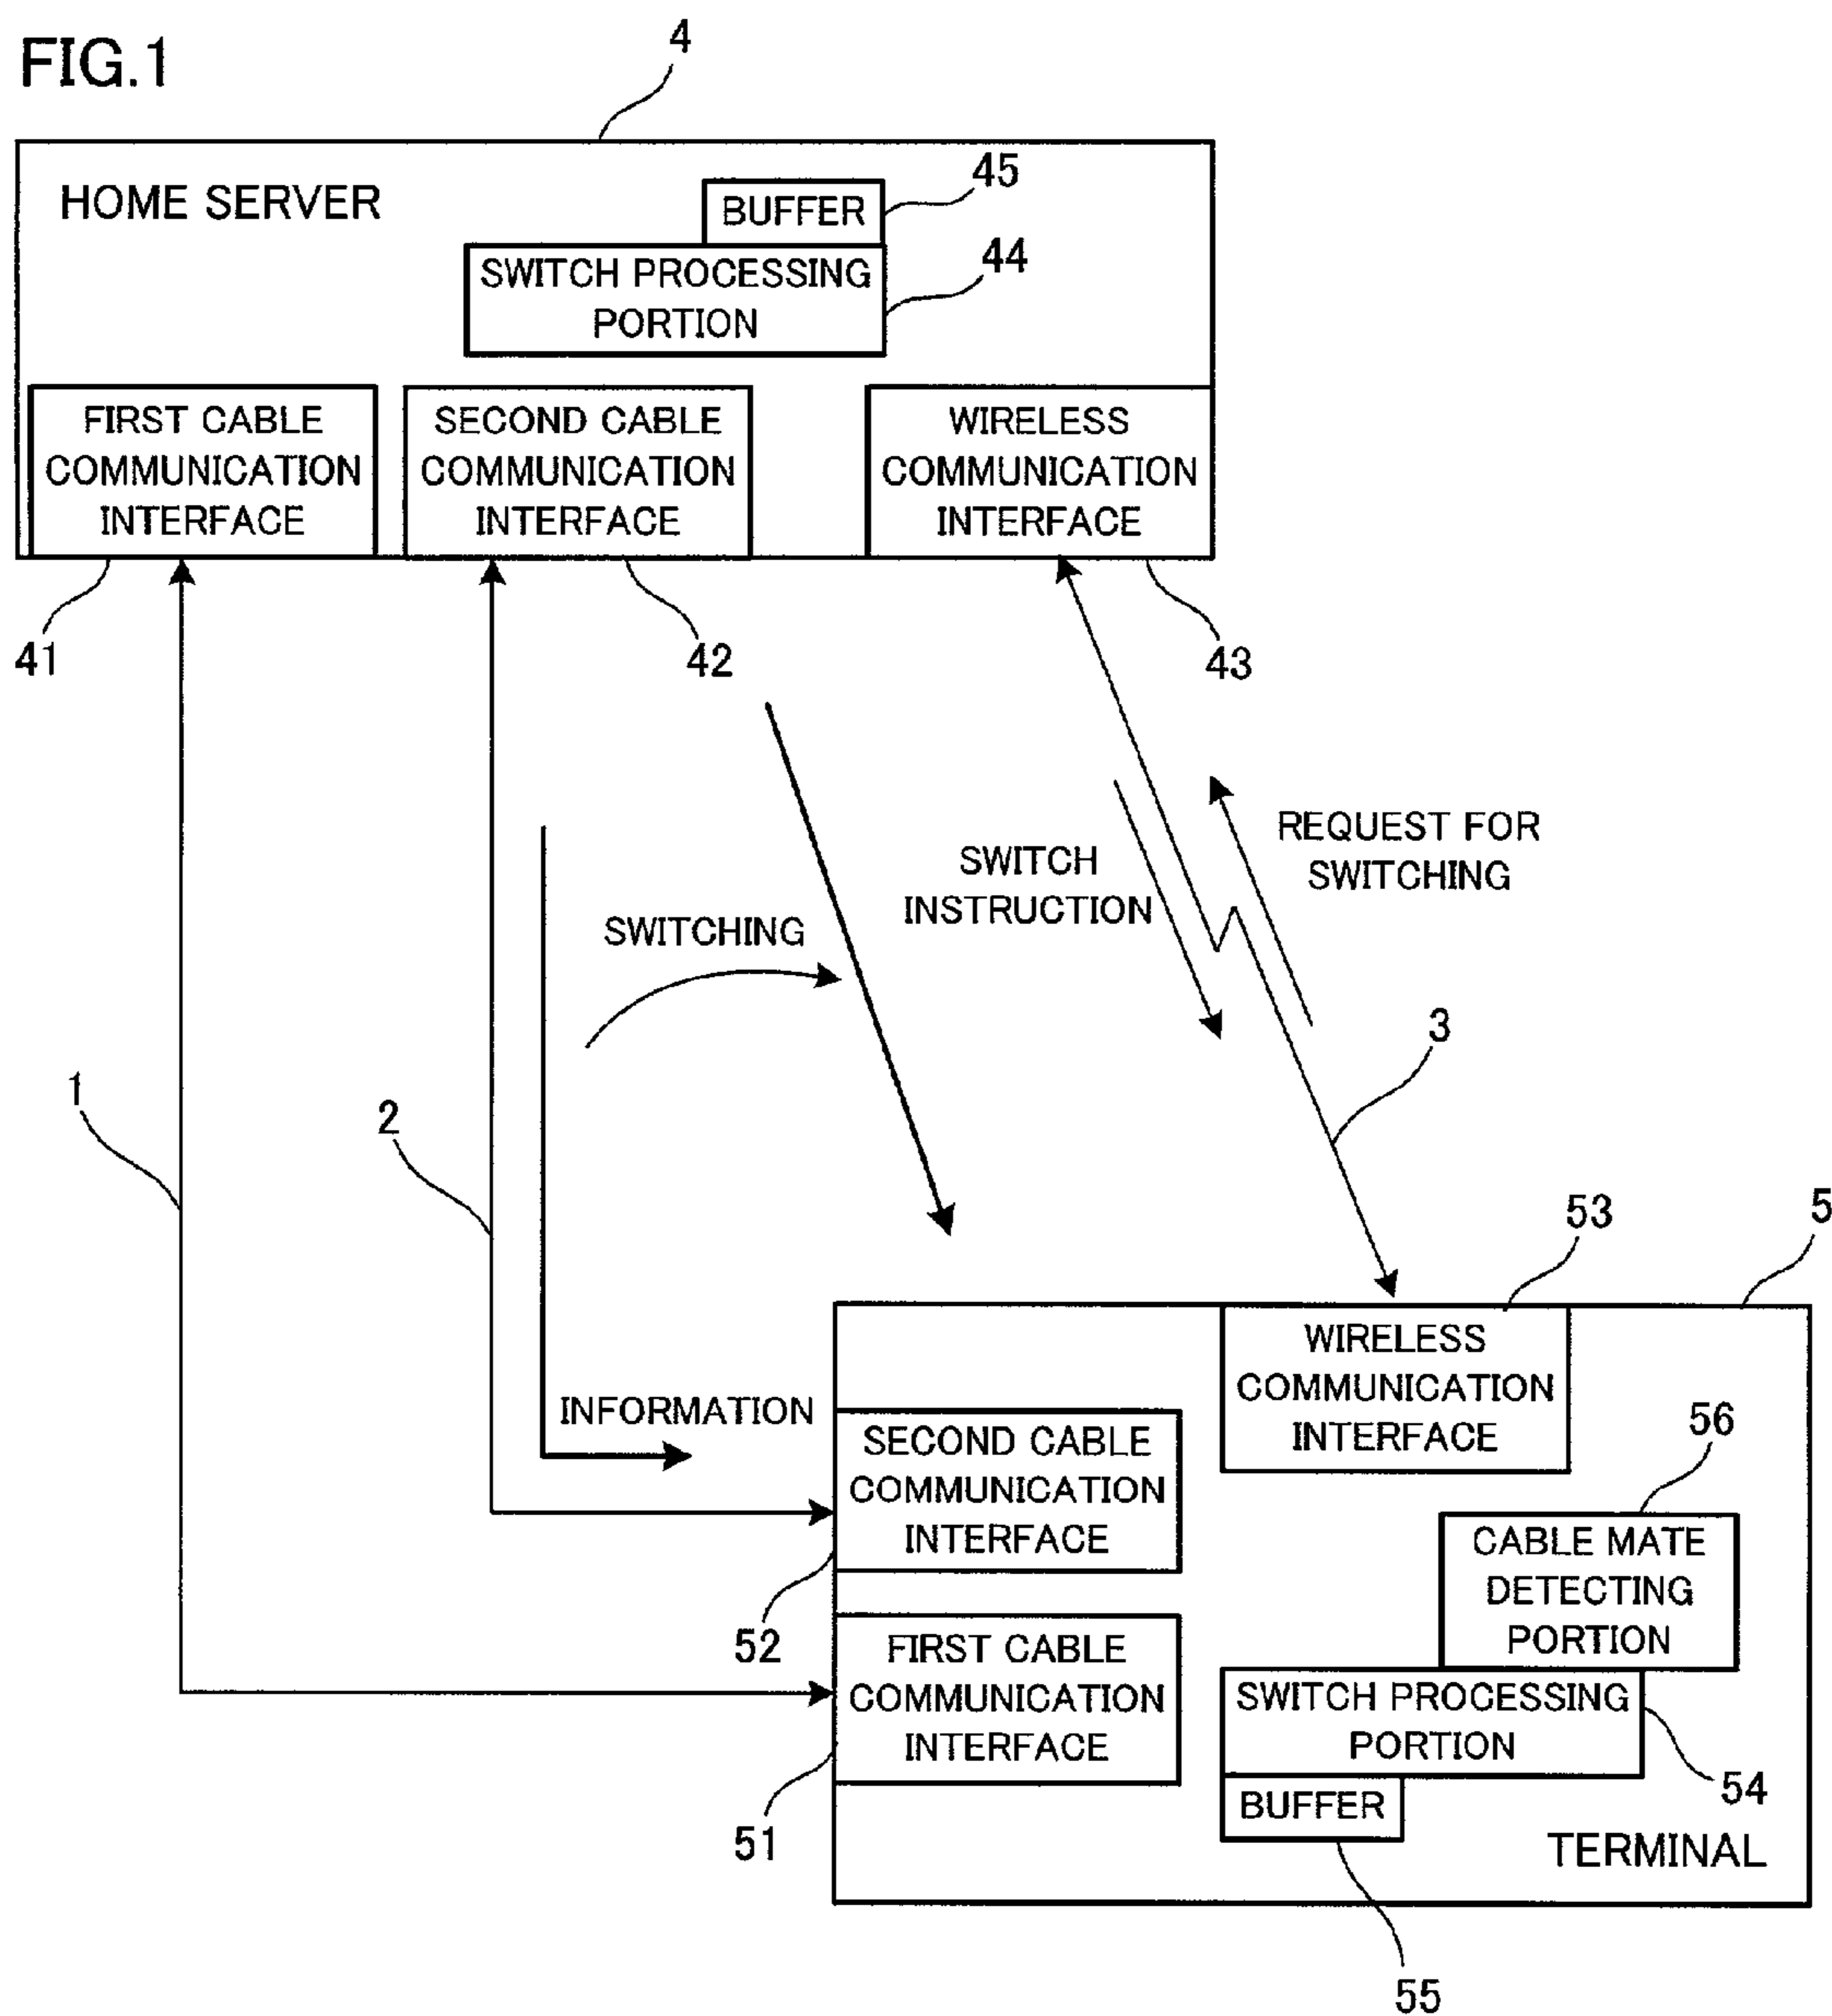 FIG.1
4
HOME SERVER
45
BUFFER
44
SWITCH PROCESSING
PORTION
FIRST CABLE
COMMUNICATION
INTERFACE
SECOND CABLE
COMMUNICATION
INTERFACE
WIRELESS
COMMUNICATION
INTERFACE
41
42
43
SWITCHING
SWITCH
INSTRUCTION
REQUEST FOR
SWITCHING
1
2
3
INFORMATION
53
5
WIRELESS
COMMUNICATION
INTERFACE
SECOND CABLE
COMMUNICATION
INTERFACE
52
56
CABLE MATE
DETECTING
PORTION
FIRST CABLE
COMMUNICATION
INTERFACE
51
SWITCH PROCESSING
PORTION
54
BUFFER
55
TERMINAL